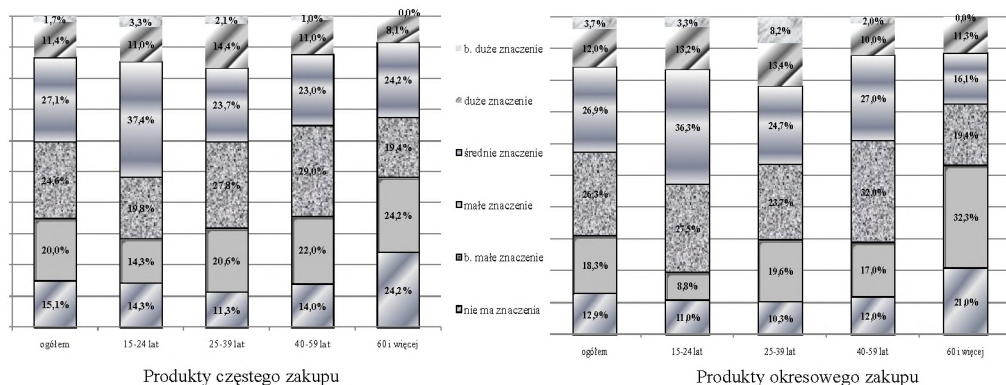 1,7% 3,3% 2,1% 1,0% 0,0%
11,4% 11,0% 14,4% 11,0% 8,1%
27,1% 37,4% 23,7% 23,0% 24,2%
24,6% 19,8% 27,8% 29,0% 19,4%
20,0% 14,3% 20,6% 22,0% 24,2%
15,1% 14,3% 11,3% 14,0% 24,2%
ogółem 15-24 lat 25-39 lat 40-59 lat 60 i więcej
Produkty częstego zakupu
b. duże znaczenie
duże znaczenie
średnie znaczenie
małe znaczenie
b. małe znaczenie
nie ma znaczenia
3,7% 3,3% 8,2% 2,0% 0,0%
12,0% 13,2% 13,4% 10,0% 11,3%
26,9% 36,3% 24,7% 27,0% 16,1%
26,3% 27,5% 23,7% 32,0% 19,4%
18,3% 8,8% 19,6% 17,0% 32,3%
12,9% 11,0% 10,3% 12,0% 21,0%
ogółem 15-24 lat 25-39 lat 40-59 lat 60 i więcej
Produkty okresowego zakupu